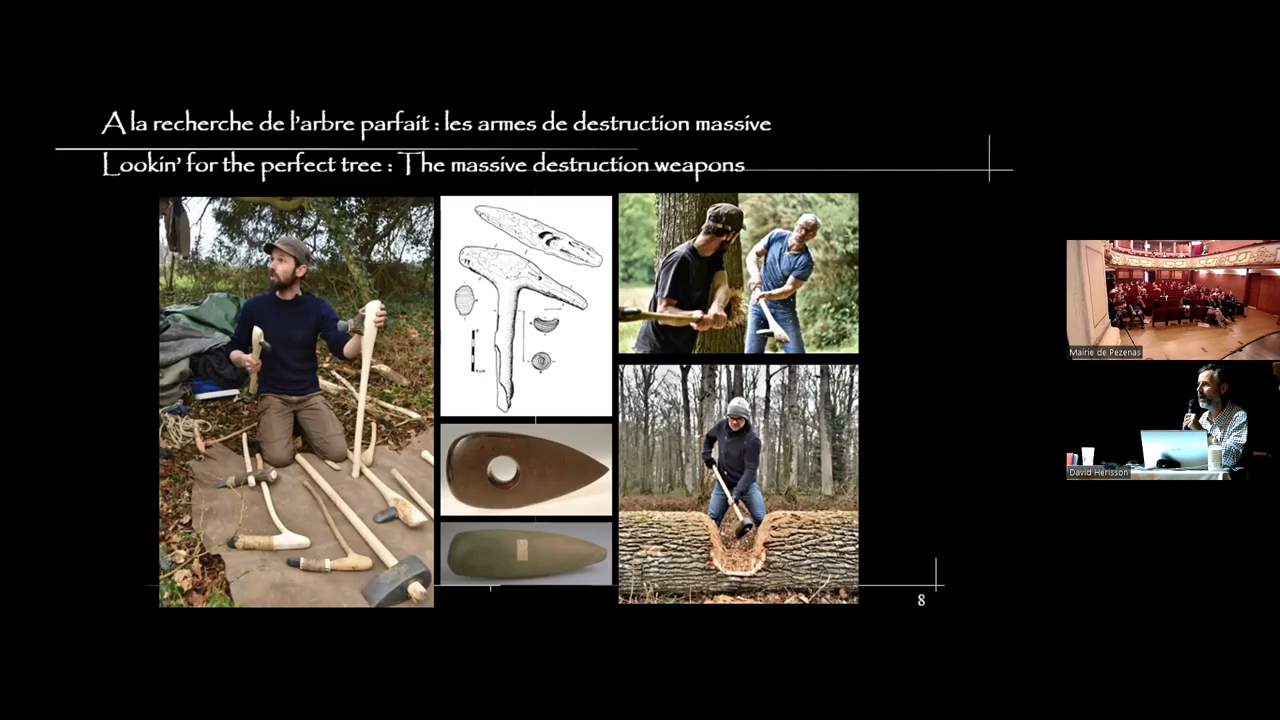 A la recherche de l'arbre parfait : les armes de destruction massive
Lookin' for the perfect tree : The massive destruction weapons
8
Mairie de Pezenas
David Hérisson